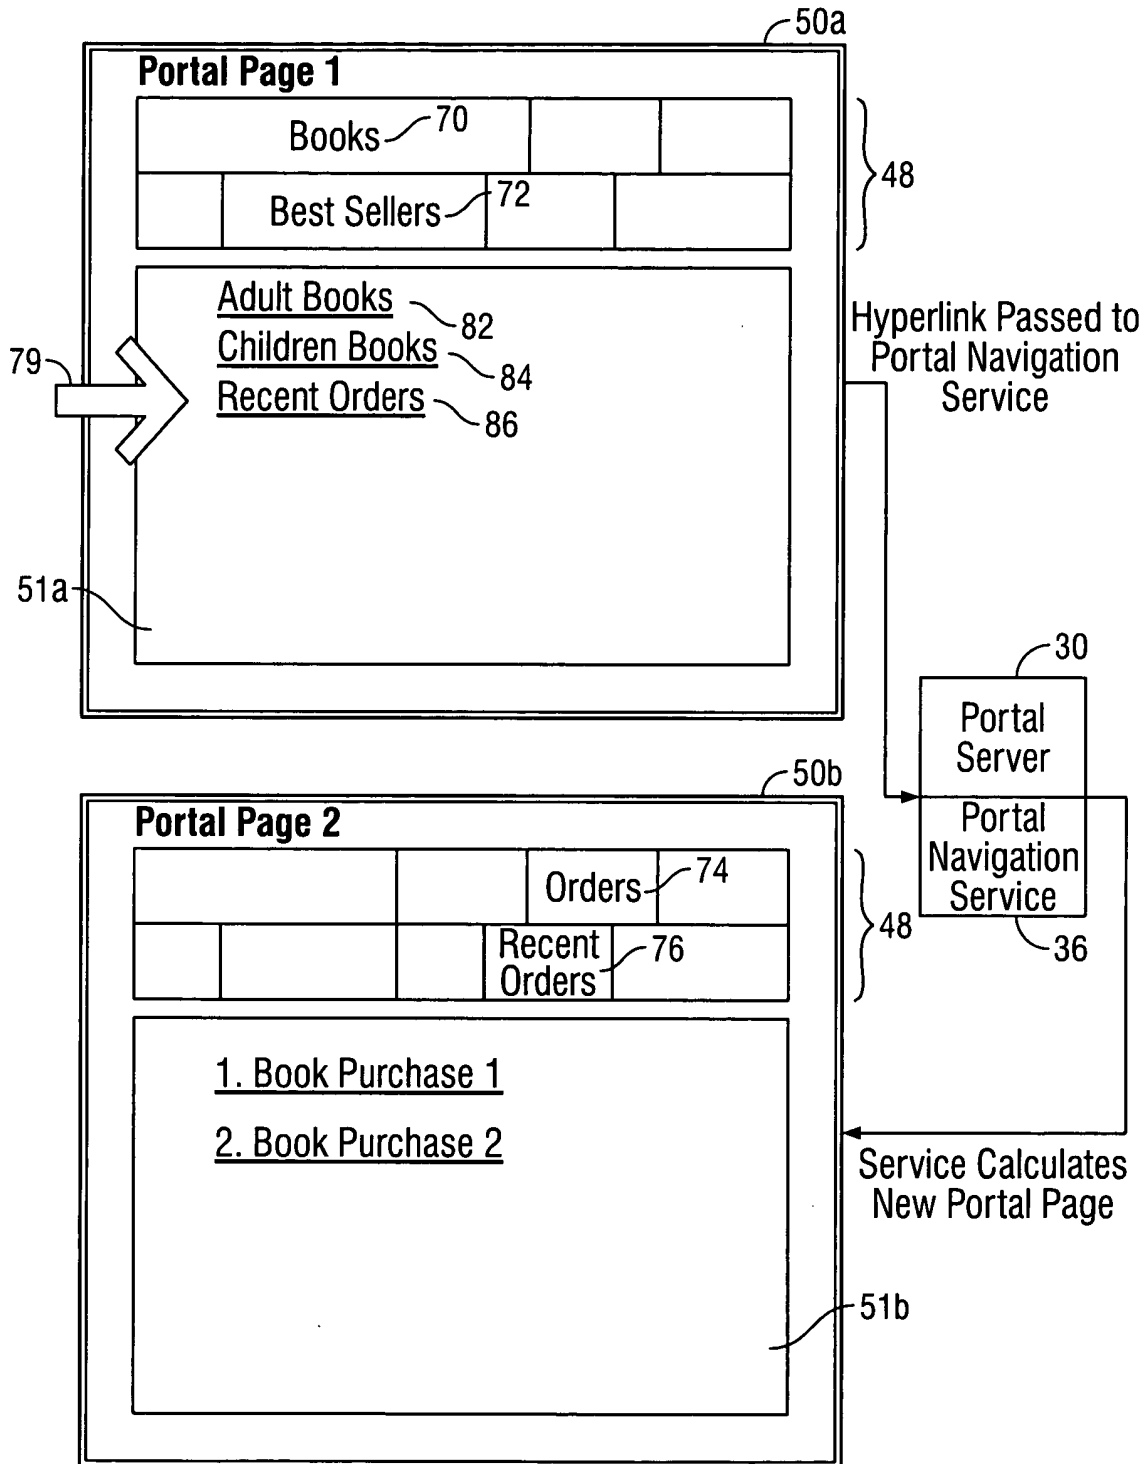 50a
Portal Page 1
Books 70
48
Best Sellers 72
Adult Books 82
Children Books 84
Recent Orders 86
79
51a
Hyperlink Passed to
Portal Navigation
Service
30
Portal
Server
Portal
Navigation
Service
36
50b
Portal Page 2
Orders 74
48
Recent
Orders 76
1. Book Purchase 1
2. Book Purchase 2
Service Calculates
New Portal Page
51b